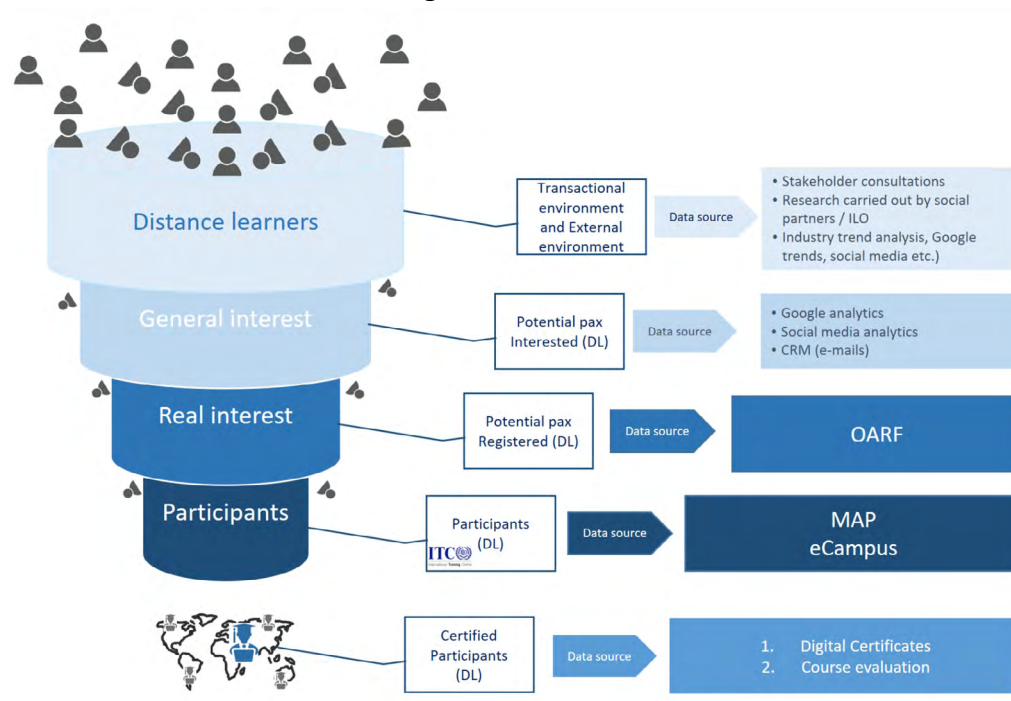 Distance learners
Transactional
environment
and External
environment
Data source
• Stakeholder consultations
• Research carried out by social
partners / ILO
• Industry trend analysis, Google
trends, social media etc.)
General interest
Potential pax
Interested (DL)
Data source
• Google analytics
• Social media analytics
• CRM (e-mails)
Real interest
Potential pax
Registered (DL)
Data source
OARF
Participants
Participants
(DL)
ITC
International Training Centre
Data source
MAP
eCampus
Certified
Participants
(DL)
Data source
1. Digital Certificates
2. Course evaluation